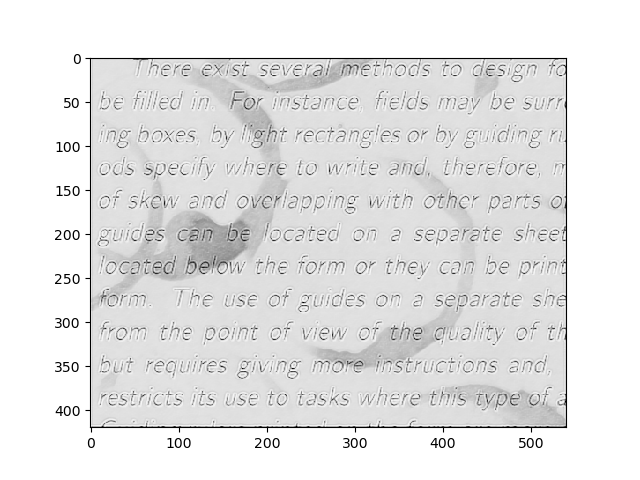 There exist several methods to design fo
be filled in. For instance, fields may be surr
ing boxes, by light rectangles or by guiding ri
ods specify where to write and, therefore, m
of skew and overlapping with other parts of
guides can be located on a separate sheet
located below the form or they can be print
form. The use of guides on a separate she
from the point of view of the quality of th
but requires giving more instructions and,
restricts its use to tasks where this type of a
0
50
100
150
200
250
300
350
400
0 100 200 300 400 500